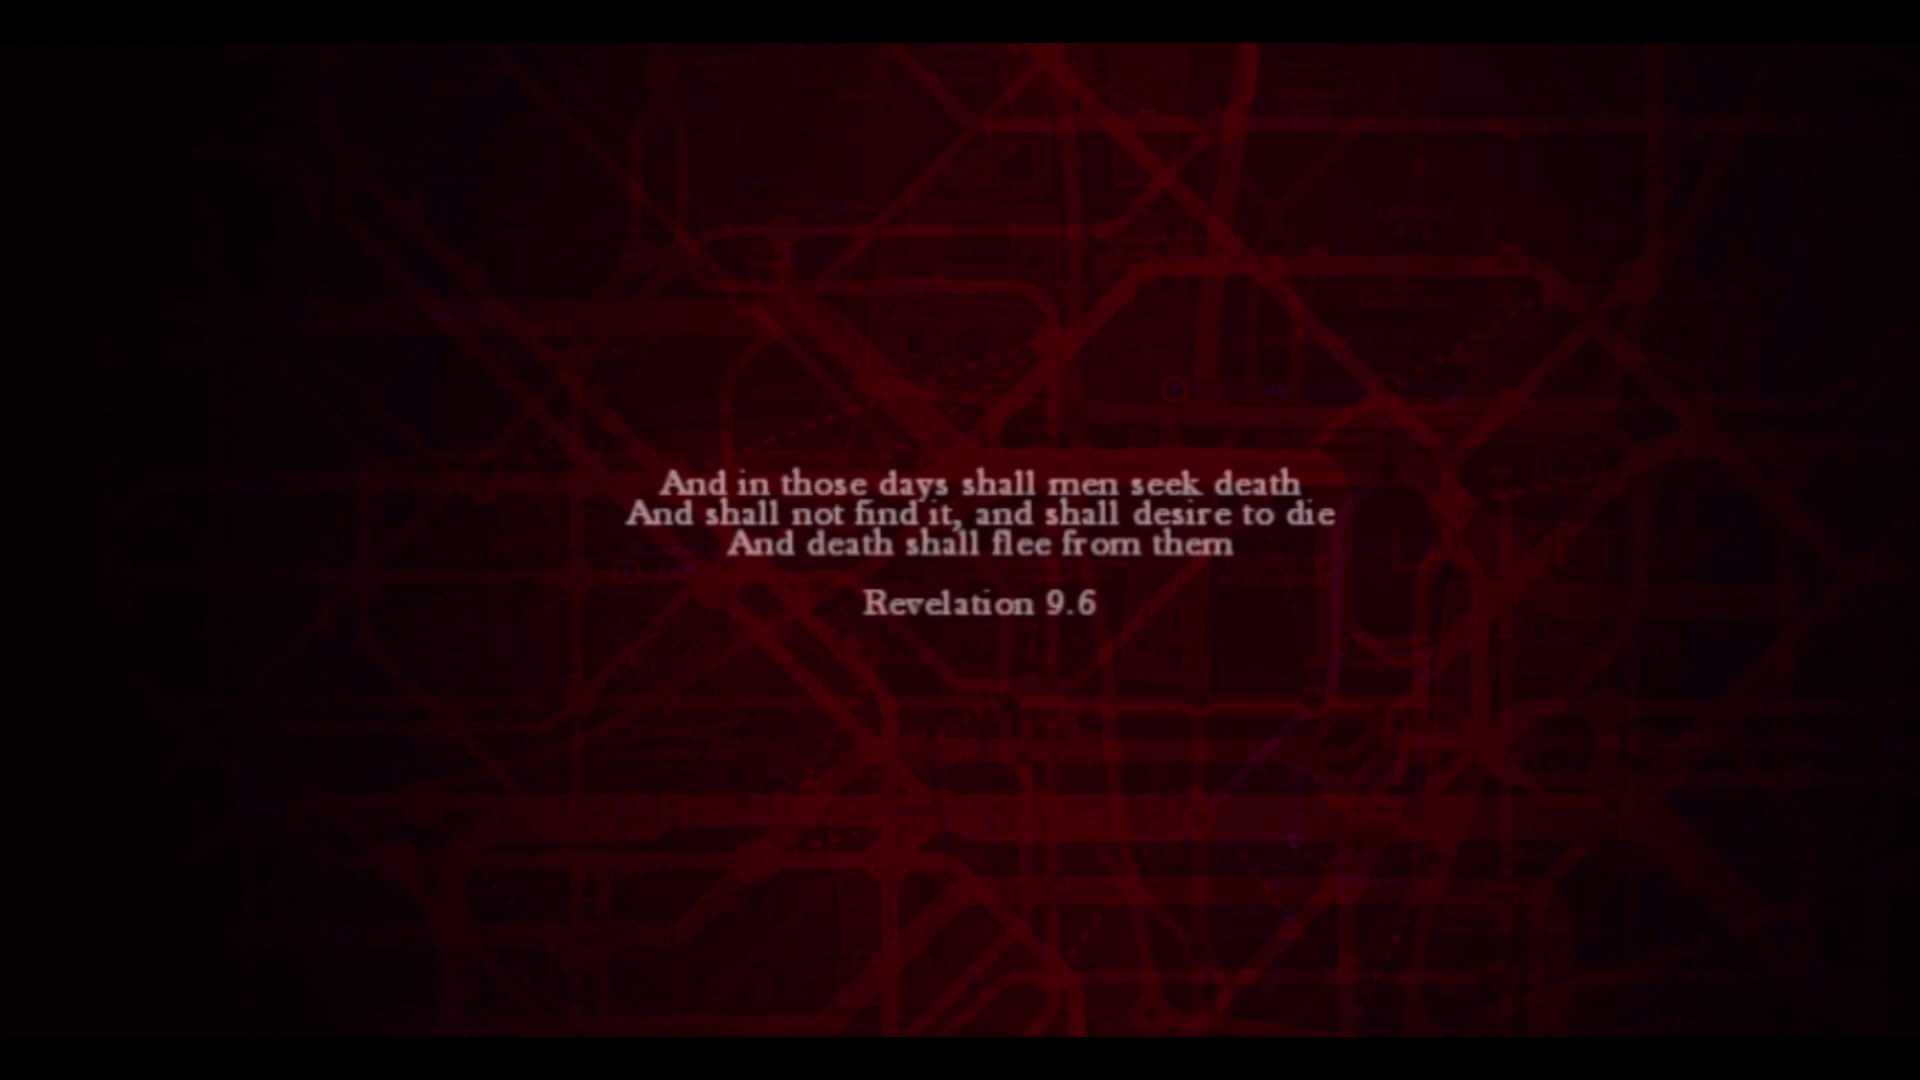 And in those days shall men seek death
And shall not find it, and shall desire to die
And death shall flee from them
Revelation 9.6